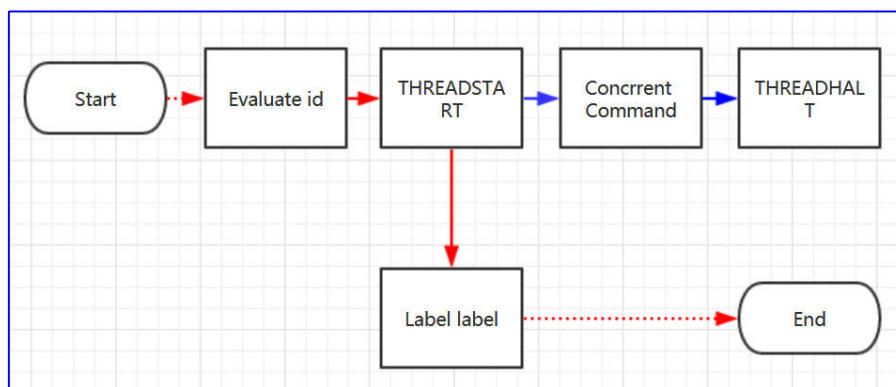 Start
Evaluate id
THREADSTA
RT
Concrrent
Command
THREADHAL
T
Label label
End